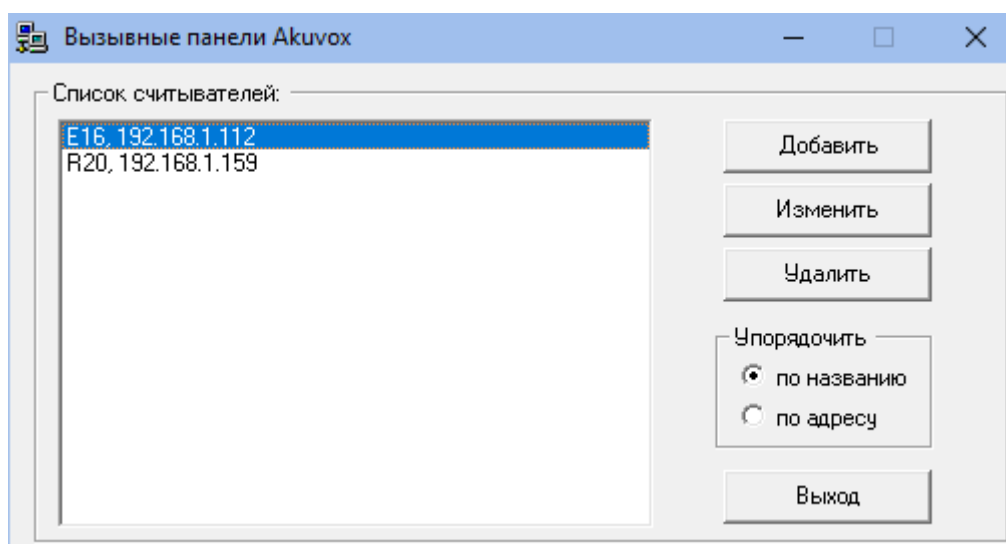 Вызывные панели Akuvox
Список считывателей:
E16, 192.168.1.112
R20, 192.168.1.159
Добавить
Изменить
Удалить
Упорядочить
по названию
по адресу
Выход